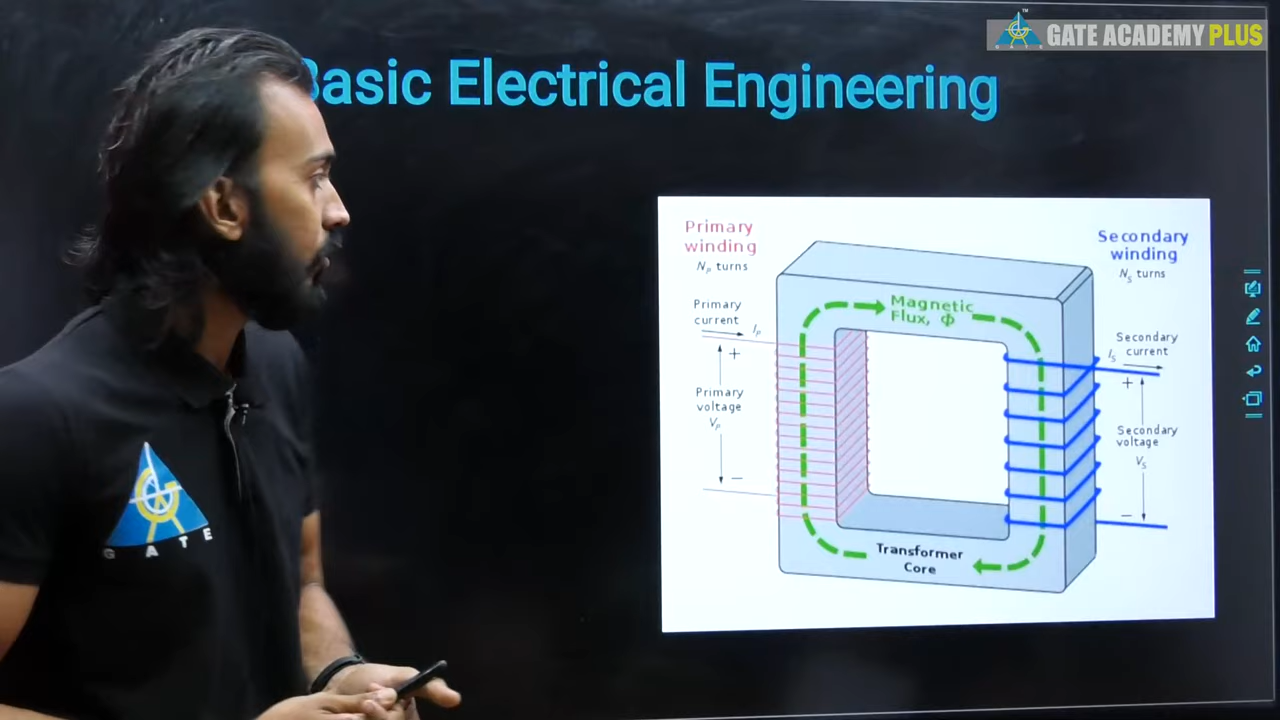 GATE ACADEMY PLUS
Basic Electrical Engineering
Primary
winding
Np turns
Primary
current
Ip
+
Primary
voltage
Vp
−
Magnetic
Flux, Φ
Transformer
Core
Secondary
winding
Ns turns
Secondary
current
Is
+
Secondary
voltage
Vs
−
GATE